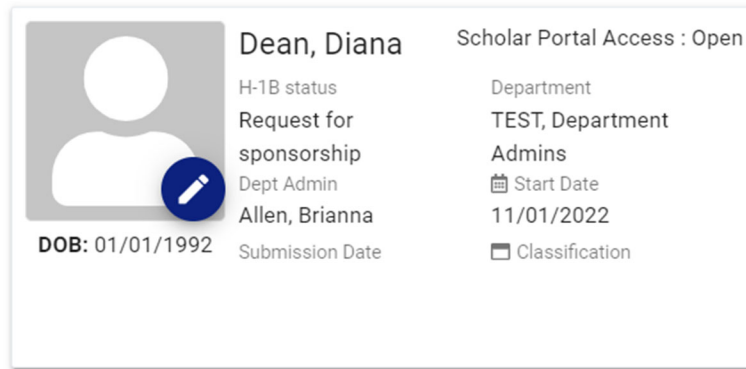 Dean, Diana
Scholar Portal Access : Open
H-1B status
Request for
sponsorship
Dept Admin
Allen, Brianna
Submission Date
Department
TEST, Department
Admins
Start Date
11/01/2022
Classification
DOB: 01/01/1992